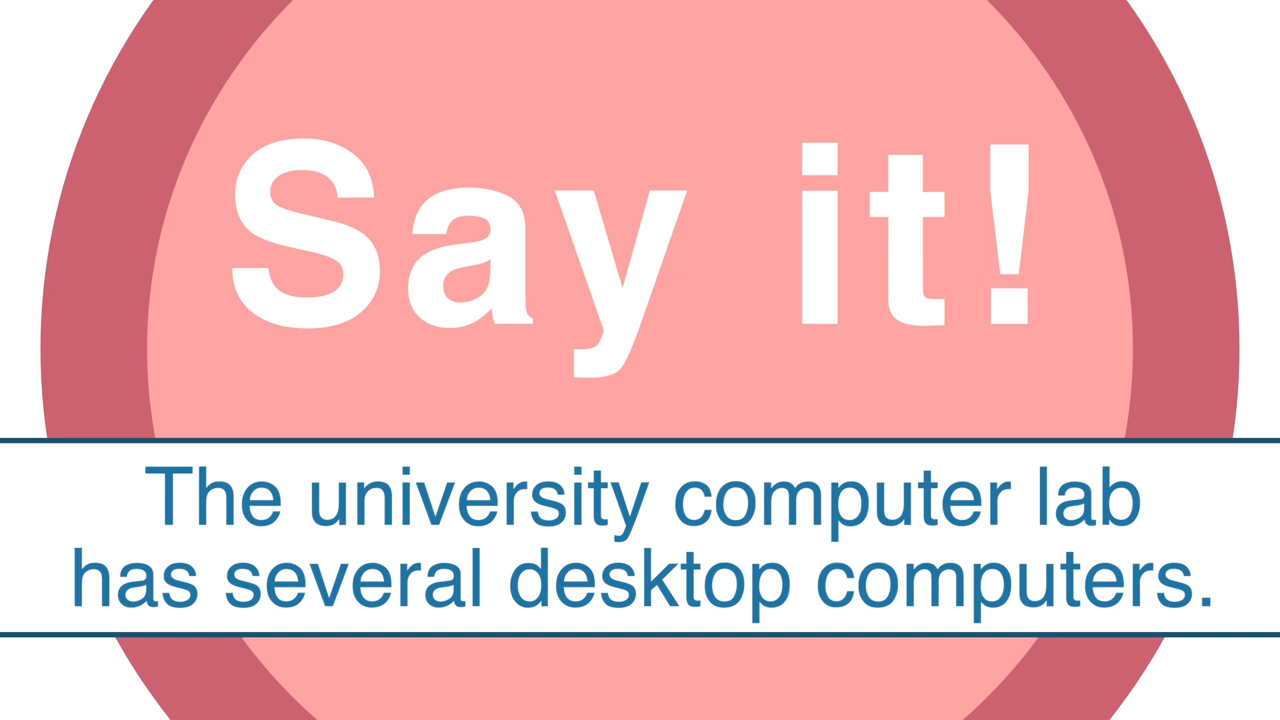 Say it!
The university computer lab
has several desktop computers.